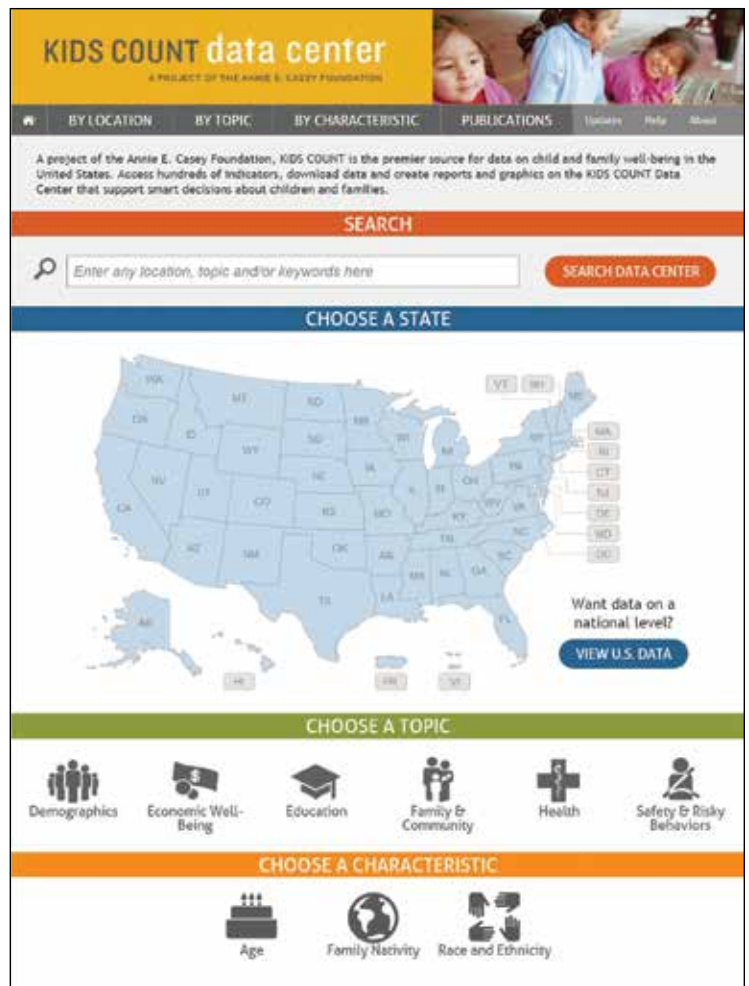 KIDS COUNT data center
A PROJECT OF THE ANNIE E. CASEY FOUNDATION
BY LOCATION BY TOPIC BY CHARACTERISTIC PUBLICATIONS Updates Help About
A project of the Annie E. Casey Foundation, KIDS COUNT is the premier source for data on child and family well-being in the
United States. Access hundreds of indicators, download data and create reports and graphics on the KIDS COUNT Data
Center that support smart decisions about children and families.
SEARCH
Enter any location, topic and/or keywords here
SEARCH DATA CENTER
CHOOSE A STATE
WA
MT
ND
MN
VT
NH
ME
OR
ID
SD
WI
MI
NY
MA
WY
RI
NV
UT
NE
IA
IL
IN
OH
PA
CT
NJ
CA
CO
KS
MO
KY
WV
VA
DE
MD
AZ
NM
OK
AR
TN
NC
SC
DC
TX
LA
MS
AL
GA
FL
AK
HI
PR
VI
Want data on a
national level?
VIEW U.S. DATA
CHOOSE A TOPIC
Demographics
Economic Well-
Being
Education
Family &
Community
Health
Safety & Risky
Behaviors
CHOOSE A CHARACTERISTIC
Age
Family Nativity
Race and Ethnicity